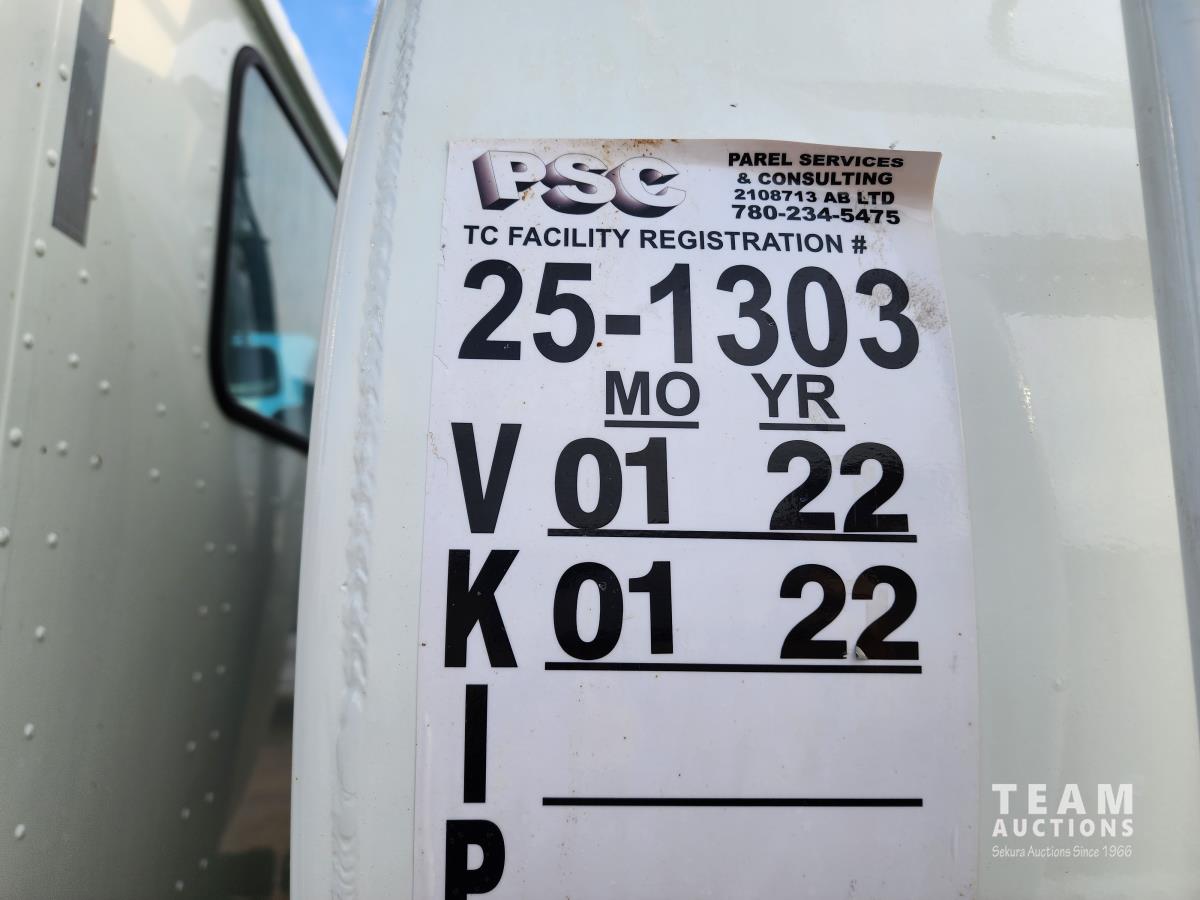 PSC
PAREL SERVICES
& CONSULTING
2108713 AB LTD
780-234-5475
TC FACILITY REGISTRATION #
25-1303
MO YR
V 01 22
K 01 22
I
P
TEAM
AUCTIONS
Sekura Auctions Since 1966